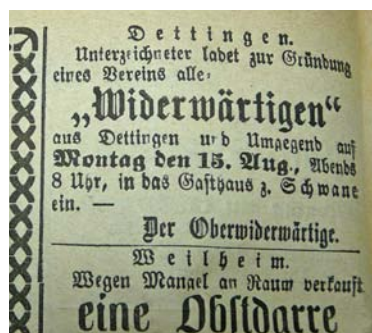 Dettingen.
Unterzeichneter ladet zur Gründung
eines Vereins alle
„Widerwärtigen“
aus Dettingen und Umgegend auf
Montag den 15. Aug., Abends
8 Uhr, in das Gasthaus z. Schwane
ein. —
Der Oberwiderwärtige.
Weilheim.
Wegen Mangel an Raum verkauft
eine Obstdarre